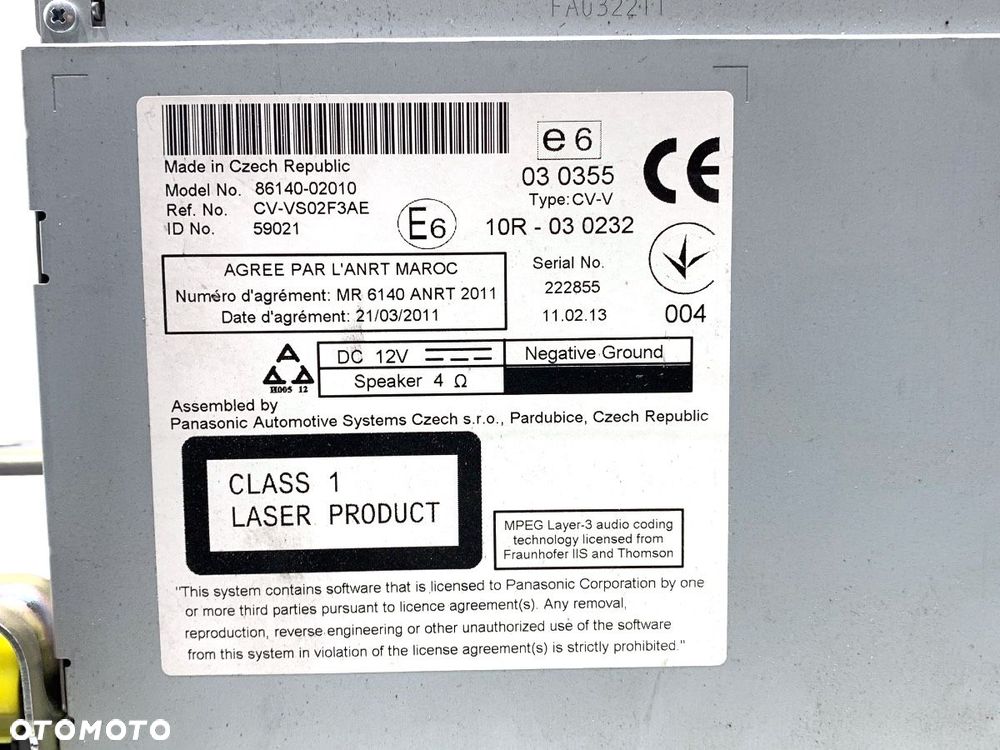 FA032211
Made in Czech Republic
Model No. 86140-02010
Ref. No. CV-VS02F3AE
ID No. 59021
E6
e6
03 0355
Type:CV-V
10R - 03 0232
CE
AGREE PAR L'ANRT MAROC
Numéro d'agrément: MR 6140 ANRT 2011
Date d'agrément: 21/03/2011
Serial No.
222855
11.02.13
004
H005 12
DC 12V
Negative Ground
Speaker 4 Ω
Assembled by
Panasonic Automotive Systems Czech s.r.o., Pardubice, Czech Republic
CLASS 1
LASER PRODUCT
MPEG Layer-3 audio coding
technology licensed from
Fraunhofer IIS and Thomson
"This system contains software that is licensed to Panasonic Corporation by one
or more third parties pursuant to licence agreement(s). Any removal,
reproduction, reverse engineering or other unauthorized use of the software
from this system in violation of the license agreement(s) is strictly prohibited."
OTOMOTO